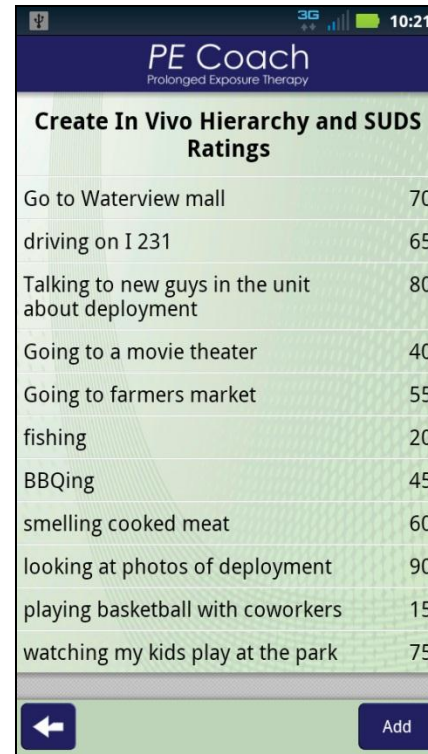 3G 10:21
PE Coach
Prolonged Exposure Therapy
Create In Vivo Hierarchy and SUDS
Ratings
Go to Waterview mall 70
driving on I 231 65
Talking to new guys in the unit 80
about deployment
Going to a movie theater 40
Going to farmers market 55
fishing 20
BBQing 45
smelling cooked meat 60
looking at photos of deployment 90
playing basketball with coworkers 15
watching my kids play at the park 75
Add